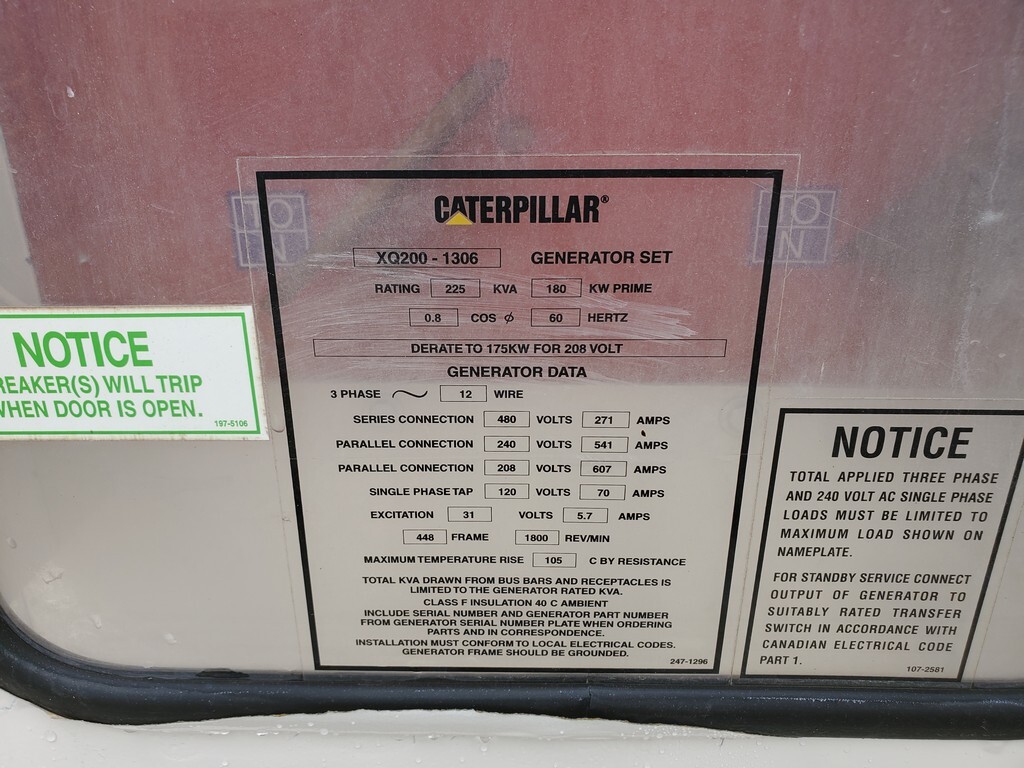 CATERPILLAR®
XQ200 - 1306 GENERATOR SET
RATING 225 KVA 180 KW PRIME
0.8 COS ϕ 60 HERTZ
DERATE TO 175KW FOR 208 VOLT
GENERATOR DATA
3 PHASE ~ 12 WIRE
SERIES CONNECTION 480 VOLTS 271 AMPS
PARALLEL CONNECTION 240 VOLTS 541 AMPS
PARALLEL CONNECTION 208 VOLTS 607 AMPS
SINGLE PHASE TAP 120 VOLTS 70 AMPS
EXCITATION 31 VOLTS 5.7 AMPS
448 FRAME 1800 REV/MIN
MAXIMUM TEMPERATURE RISE 105 C BY RESISTANCE
TOTAL KVA DRAWN FROM BUS BARS AND RECEPTACLES IS
LIMITED TO THE GENERATOR RATED KVA.
CLASS F INSULATION 40 C AMBIENT
INCLUDE SERIAL NUMBER AND GENERATOR PART NUMBER
FROM GENERATOR SERIAL NUMBER PLATE WHEN ORDERING
PARTS AND IN CORRESPONDENCE.
INSTALLATION MUST CONFORM TO LOCAL ELECTRICAL CODES.
GENERATOR FRAME SHOULD BE GROUNDED.
247-1296
TO
IN
TO
IN
NOTICE
REAKER(S) WILL TRIP
WHEN DOOR IS OPEN.
197-5106
NOTICE
TOTAL APPLIED THREE PHASE
AND 240 VOLT AC SINGLE PHASE
LOADS MUST BE LIMITED TO
MAXIMUM LOAD SHOWN ON
NAMEPLATE.
FOR STANDBY SERVICE CONNECT
OUTPUT OF GENERATOR TO
SUITABLY RATED TRANSFER
SWITCH IN ACCORDANCE WITH
CANADIAN ELECTRICAL CODE
PART 1.
107-2581